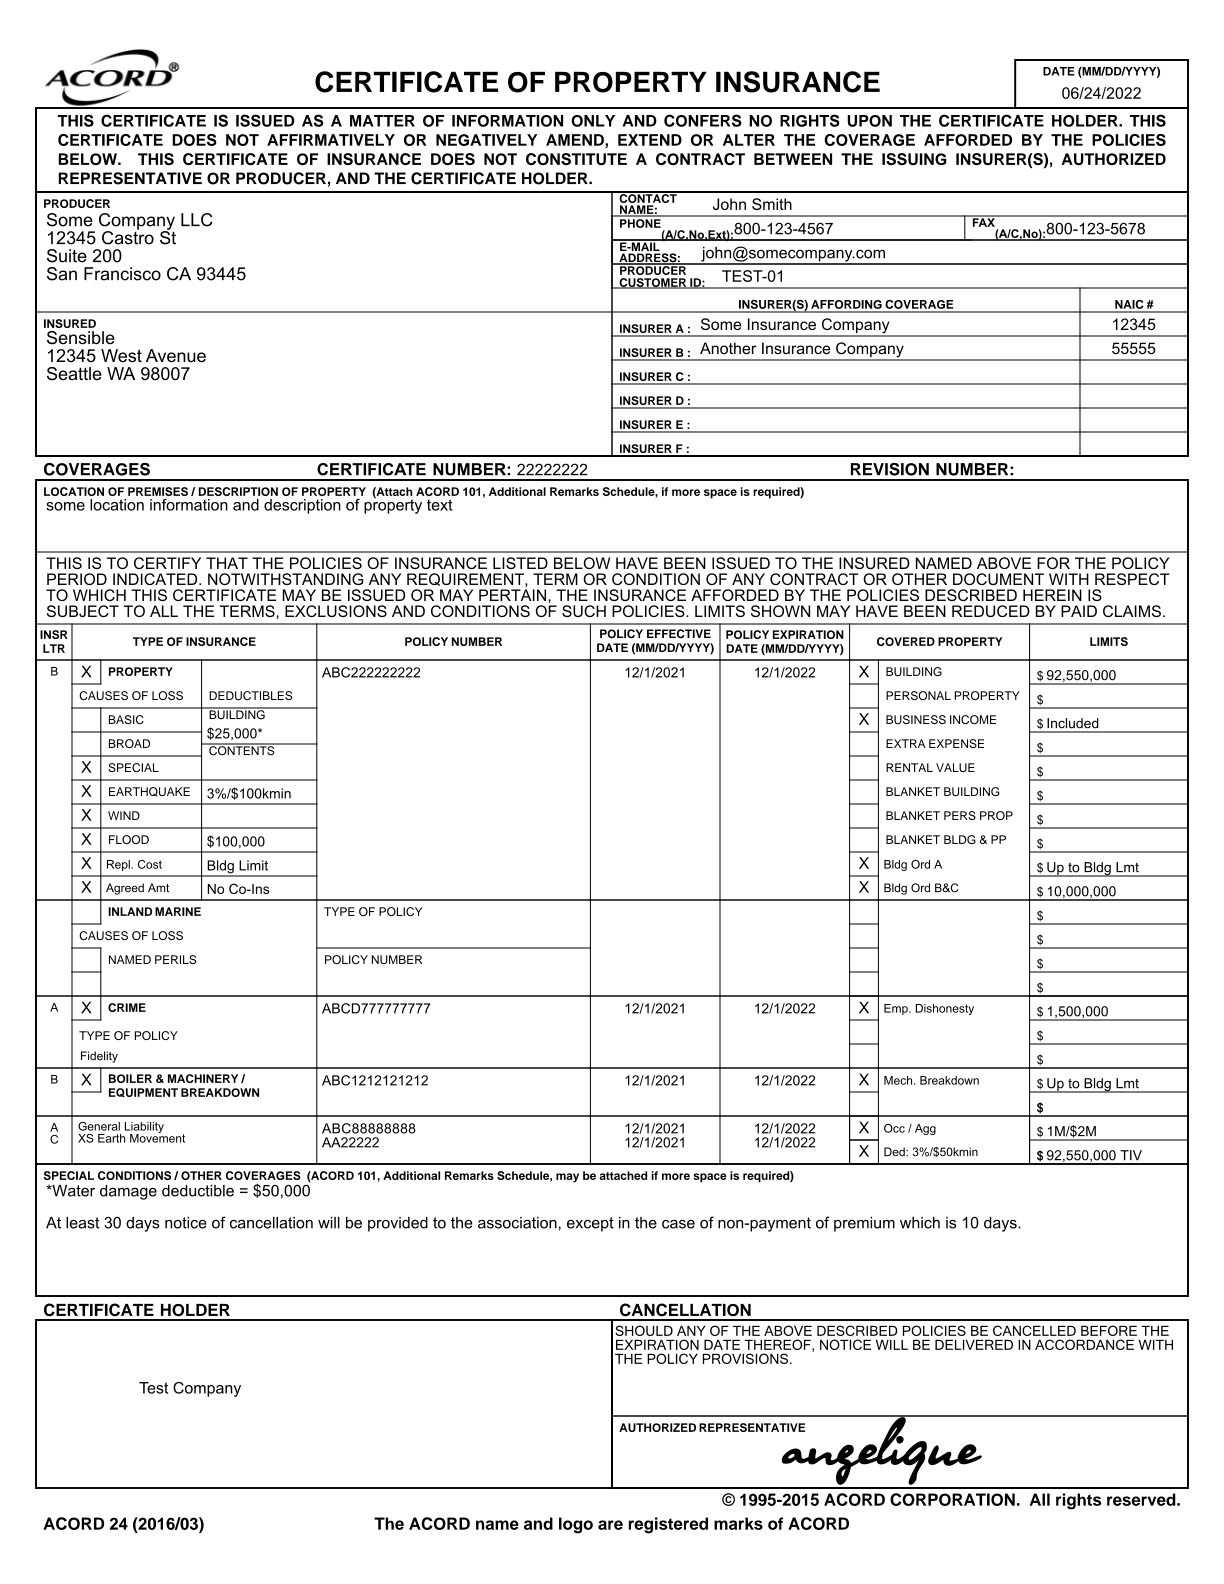 ACORD®
CERTIFICATE OF PROPERTY INSURANCE
DATE (MM/DD/YYYY)
06/24/2022
THIS CERTIFICATE IS ISSUED AS A MATTER OF INFORMATION ONLY AND CONFERS NO RIGHTS UPON THE CERTIFICATE HOLDER. THIS
CERTIFICATE DOES NOT AFFIRMATIVELY OR NEGATIVELY AMEND, EXTEND OR ALTER THE COVERAGE AFFORDED BY THE POLICIES
BELOW. THIS CERTIFICATE OF INSURANCE DOES NOT CONSTITUTE A CONTRACT BETWEEN THE ISSUING INSURER(S), AUTHORIZED
REPRESENTATIVE OR PRODUCER, AND THE CERTIFICATE HOLDER.
PRODUCER
Some Company LLC
12345 Castro St
Suite 200
San Francisco CA 93445
CONTACT
NAME: John Smith
PHONE
(A/C,No,Ext):800-123-4567
FAX
(A/C,No):800-123-5678
E-MAIL
ADDRESS: john@somecompany.com
PRODUCER
CUSTOMER ID: TEST-01
INSURER(S) AFFORDING COVERAGE NAIC #
INSURED
Sensible
12345 West Avenue
Seattle WA 98007
INSURER A : Some Insurance Company 12345
INSURER B : Another Insurance Company 55555
INSURER C :
INSURER D :
INSURER E :
INSURER F :
COVERAGES CERTIFICATE NUMBER: 22222222 REVISION NUMBER:
LOCATION OF PREMISES / DESCRIPTION OF PROPERTY (Attach ACORD 101, Additional Remarks Schedule, if more space is required)
some location information and description of property text
THIS IS TO CERTIFY THAT THE POLICIES OF INSURANCE LISTED BELOW HAVE BEEN ISSUED TO THE INSURED NAMED ABOVE FOR THE POLICY
PERIOD INDICATED. NOTWITHSTANDING ANY REQUIREMENT, TERM OR CONDITION OF ANY CONTRACT OR OTHER DOCUMENT WITH RESPECT
TO WHICH THIS CERTIFICATE MAY BE ISSUED OR MAY PERTAIN, THE INSURANCE AFFORDED BY THE POLICIES DESCRIBED HEREIN IS
SUBJECT TO ALL THE TERMS, EXCLUSIONS AND CONDITIONS OF SUCH POLICIES. LIMITS SHOWN MAY HAVE BEEN REDUCED BY PAID CLAIMS.
INSR
LTR
TYPE OF INSURANCE
POLICY NUMBER
POLICY EFFECTIVE
DATE (MM/DD/YYYY)
POLICY EXPIRATION
DATE (MM/DD/YYYY)
COVERED PROPERTY
LIMITS
B X PROPERTY ABC222222222 12/1/2021 12/1/2022 X BUILDING $ 92,550,000
CAUSES OF LOSS DEDUCTIBLES PERSONAL PROPERTY $
BASIC BUILDING X BUSINESS INCOME $ Included
$25,000*
BROAD CONTENTS EXTRA EXPENSE $
X SPECIAL RENTAL VALUE $
X EARTHQUAKE 3%/$100kmin BLANKET BUILDING $
X WIND BLANKET PERS PROP $
X FLOOD $100,000 BLANKET BLDG & PP $
X Repl. Cost Bldg Limit X Bldg Ord A $ Up to Bldg Lmt
X Agreed Amt No Co-Ins X Bldg Ord B&C $ 10,000,000
INLAND MARINE TYPE OF POLICY $
CAUSES OF LOSS $
NAMED PERILS POLICY NUMBER $
$
A X CRIME ABCD777777777 12/1/2021 12/1/2022 X Emp. Dishonesty $ 1,500,000
TYPE OF POLICY $
Fidelity $
B X BOILER & MACHINERY / ABC1212121212 12/1/2021 12/1/2022 X Mech. Breakdown $ Up to Bldg Lmt
EQUIPMENT BREAKDOWN $
A General Liability ABC88888888 12/1/2021 12/1/2022 X Occ / Agg $ 1M/$2M
C XS Earth Movement AA22222 12/1/2021 12/1/2022 X Ded: 3%/$50kmin $ 92,550,000 TIV
SPECIAL CONDITIONS / OTHER COVERAGES (ACORD 101, Additional Remarks Schedule, may be attached if more space is required)
*Water damage deductible = $50,000
At least 30 days notice of cancellation will be provided to the association, except in the case of non-payment of premium which is 10 days.
CERTIFICATE HOLDER
Test Company
CANCELLATION
SHOULD ANY OF THE ABOVE DESCRIBED POLICIES BE CANCELLED BEFORE THE
EXPIRATION DATE THEREOF, NOTICE WILL BE DELIVERED IN ACCORDANCE WITH
THE POLICY PROVISIONS.
AUTHORIZED REPRESENTATIVE
angelique
© 1995-2015 ACORD CORPORATION. All rights reserved.
ACORD 24 (2016/03) The ACORD name and logo are registered marks of ACORD